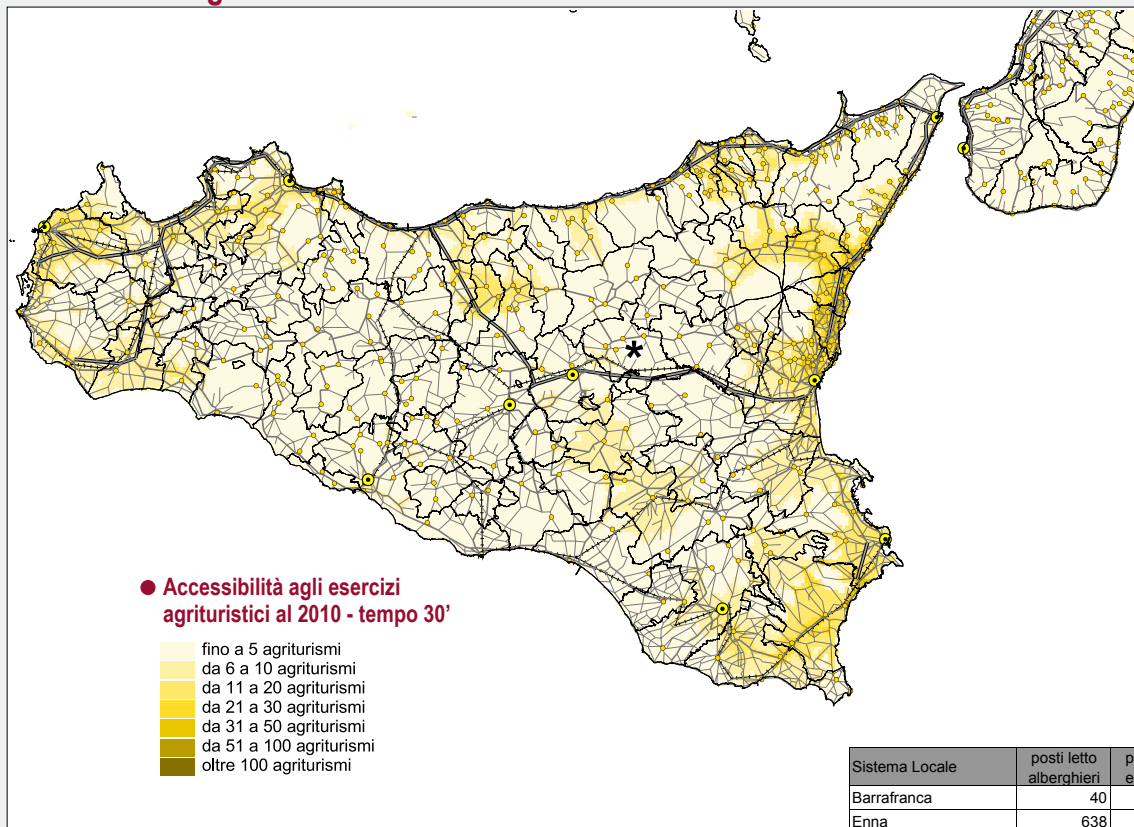 Accessibilità agli esercizi
agrituristici al 2010 - tempo 30’
fino a 5 agriturismi
da 6 a 10 agriturismi
da 11 a 20 agriturismi
da 21 a 30 agriturismi
da 31 a 50 agriturismi
da 51 a 100 agriturismi
oltre 100 agriturismi
Sistema Locale posti letto
alberghieri
Barrafranca 40
Enna 638